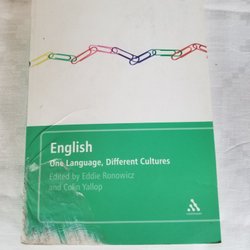 English
One Language, Different Cultures
Edited by Eddie Ronowicz
and Colin Yallop